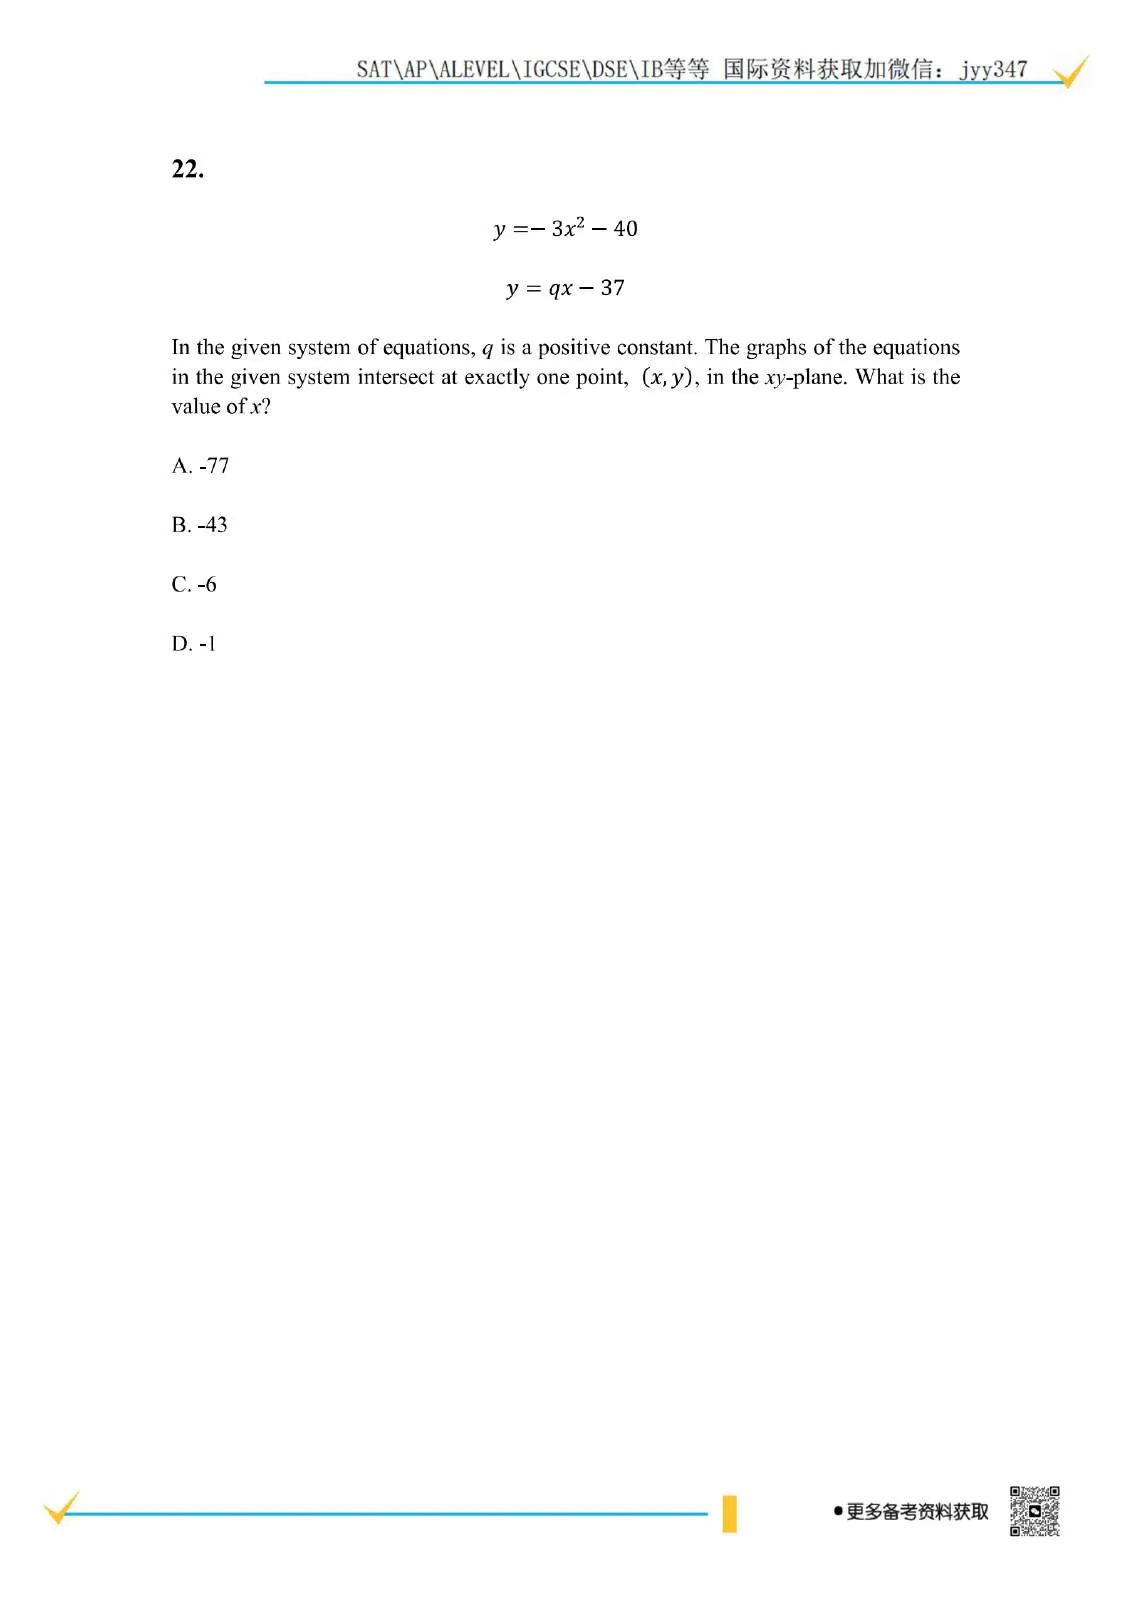 SAT\AP\ALEVEL\IGCSE\DSE\IB等等 国际资料获取加微信: jyy347
22.
y =− 3x² − 40
y = qx − 37
In the given system of equations, q is a positive constant. The graphs of the equations
in the given system intersect at exactly one point, (x, y), in the xy-plane. What is the
value of x?
A. -77
B. -43
C. -6
D. -1
•更多备考资料获取